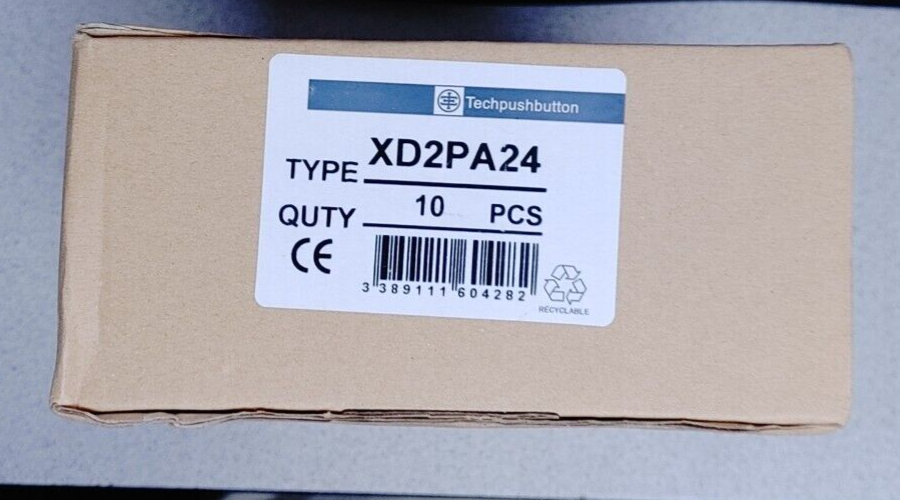 Techpushbutton
TYPE XD2PA24
QUTY 10 PCS
CE
3 389111 604282
RECYCLABLE